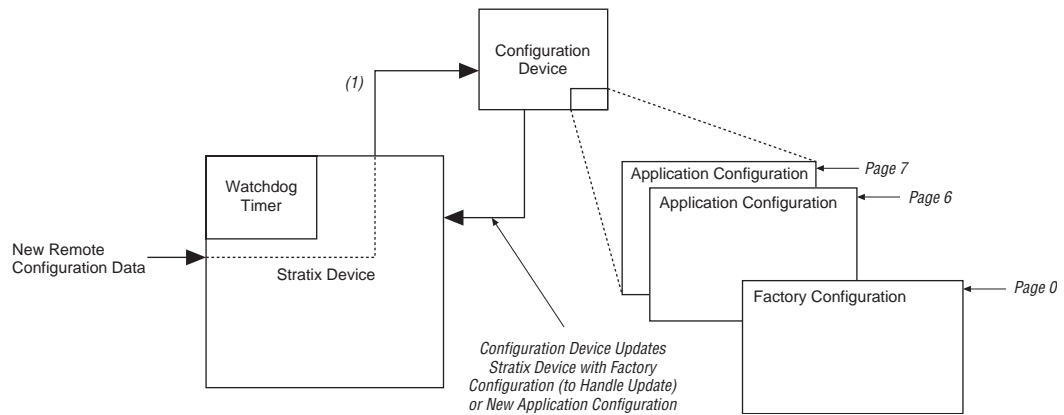 Configuration
Device
(1)
Watchdog
Timer
New Remote
Configuration Data
Stratix Device
Application Configuration
Page 7
Application Configuration
Page 6
Factory Configuration
Page 0
Configuration Device Updates
Stratix Device with Factory
Configuration (to Handle Update)
or New Application Configuration